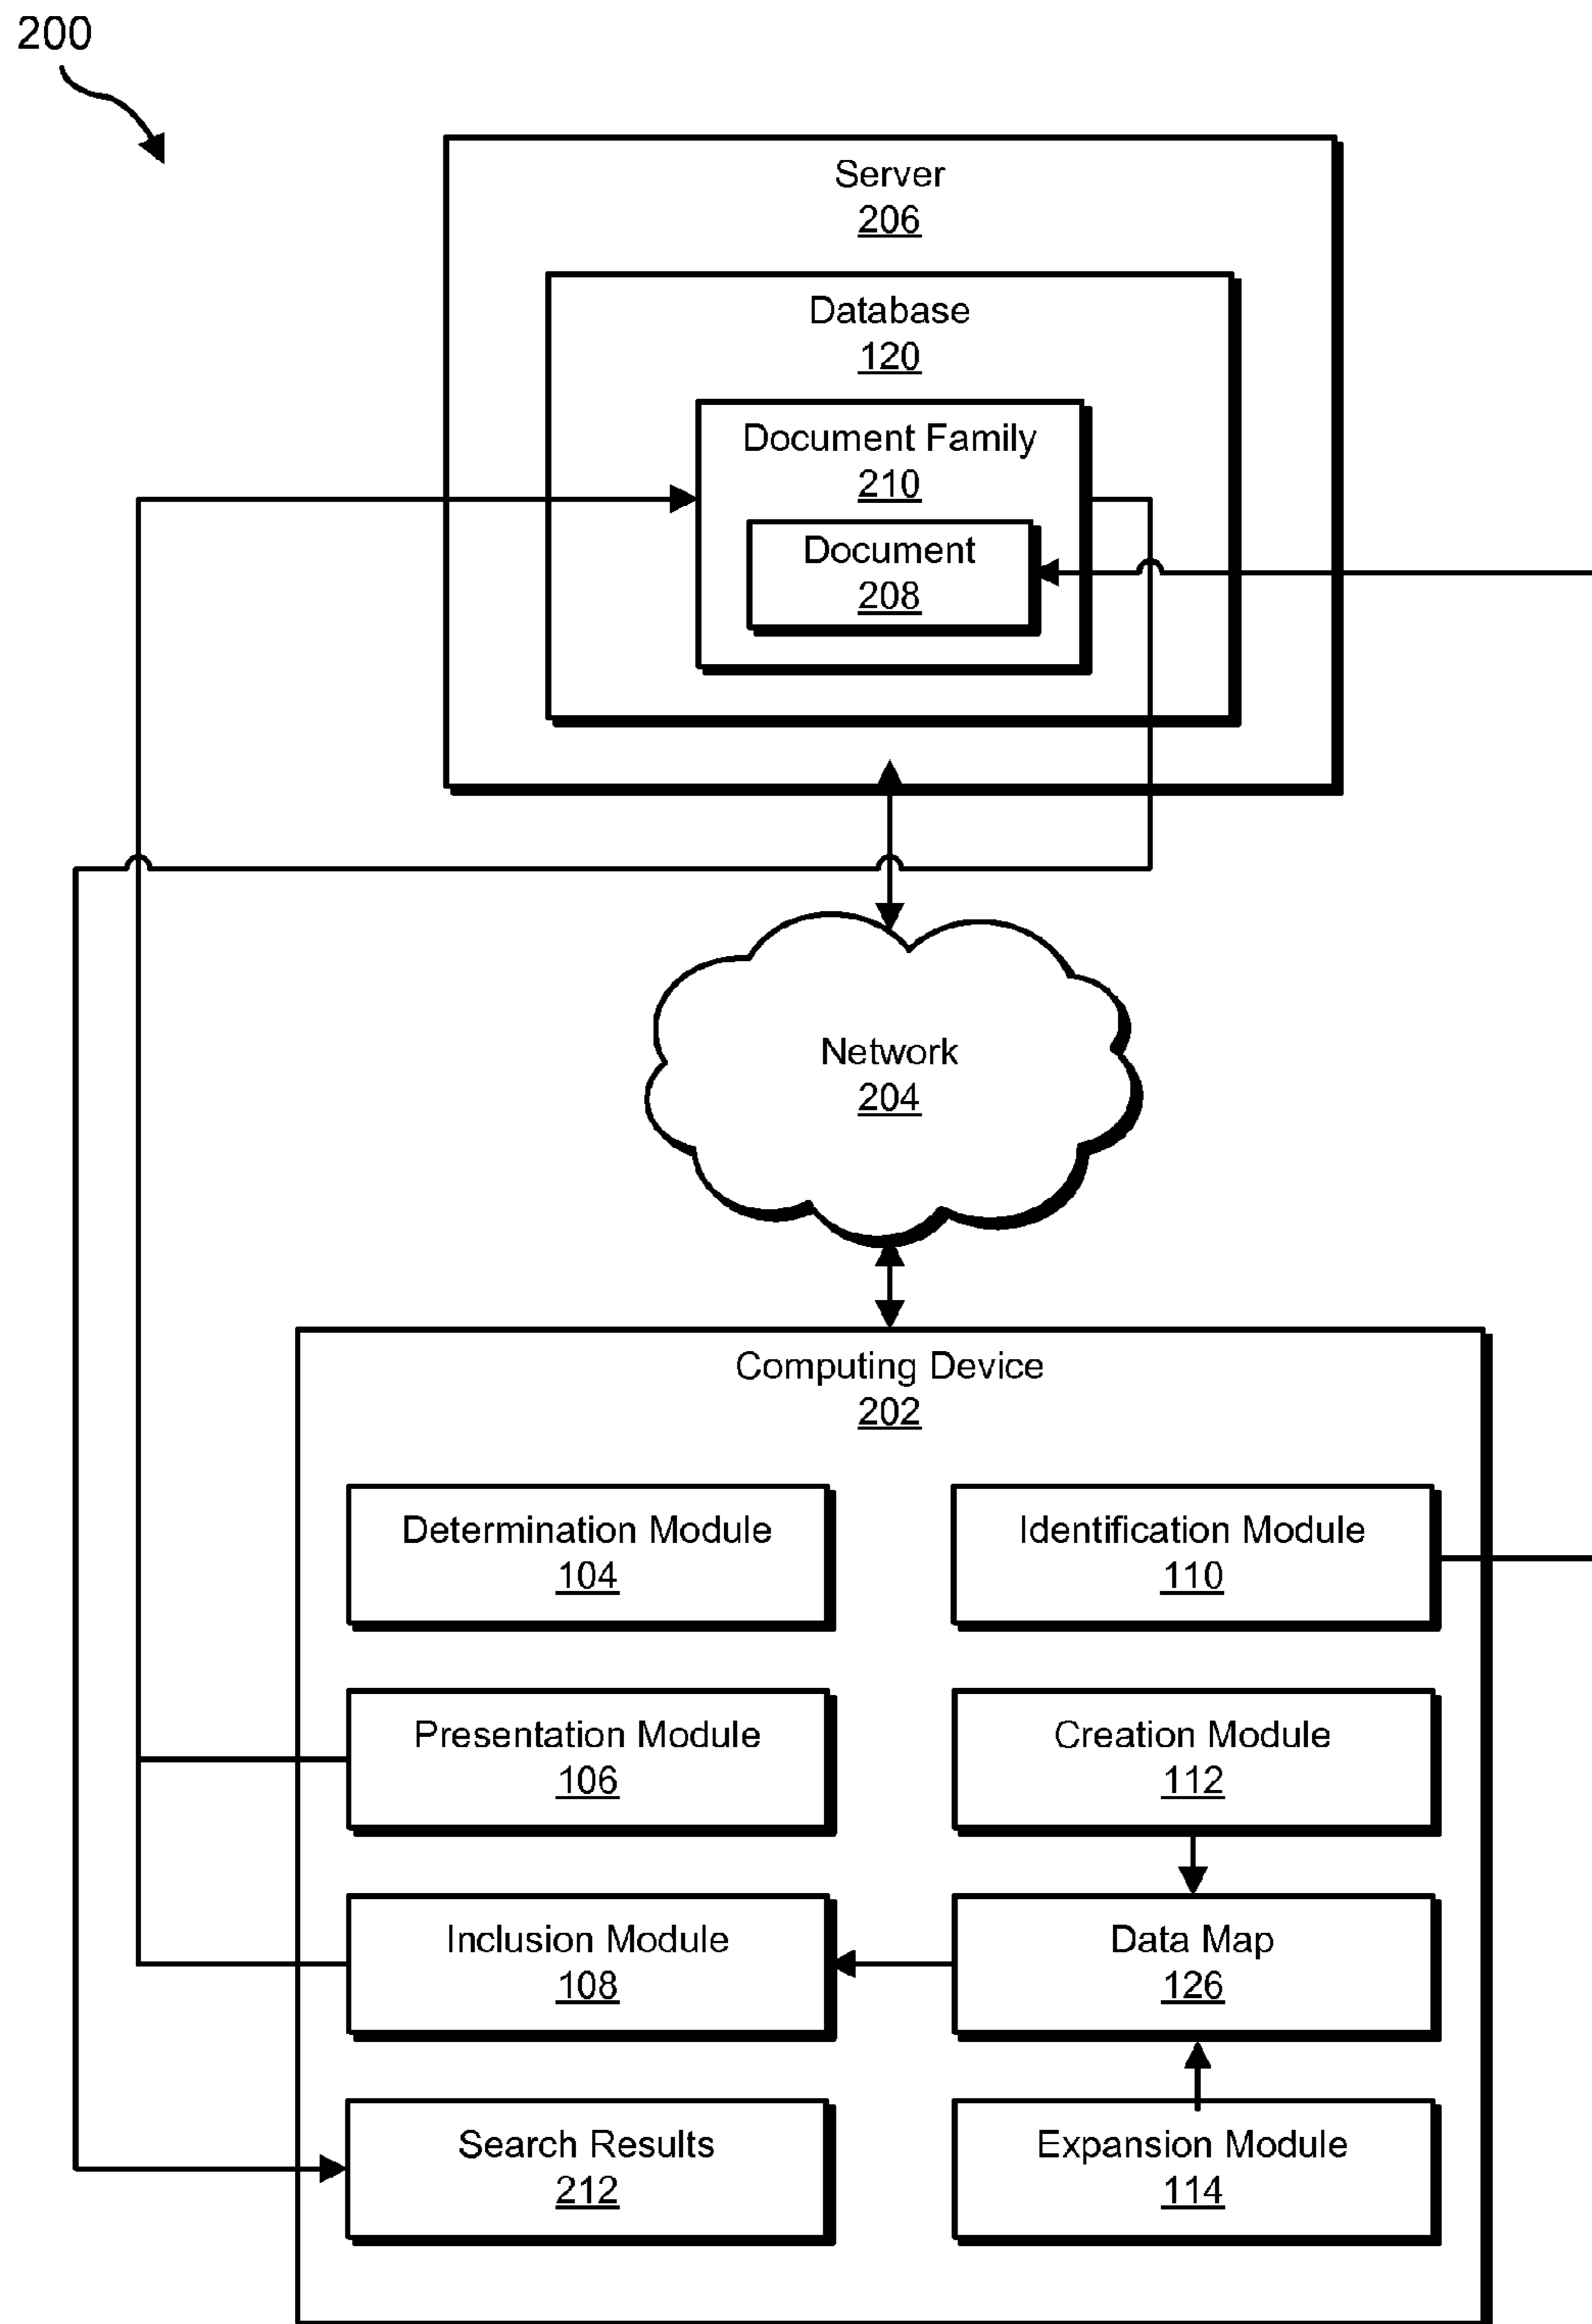 200
Server
206
Database
120
Document Family
210
Document
208
Network
204
Computing Device
202
Determination Module
104
Identification Module
110
Presentation Module
106
Creation Module
112
Inclusion Module
108
Data Map
126
Search Results
212
Expansion Module
114